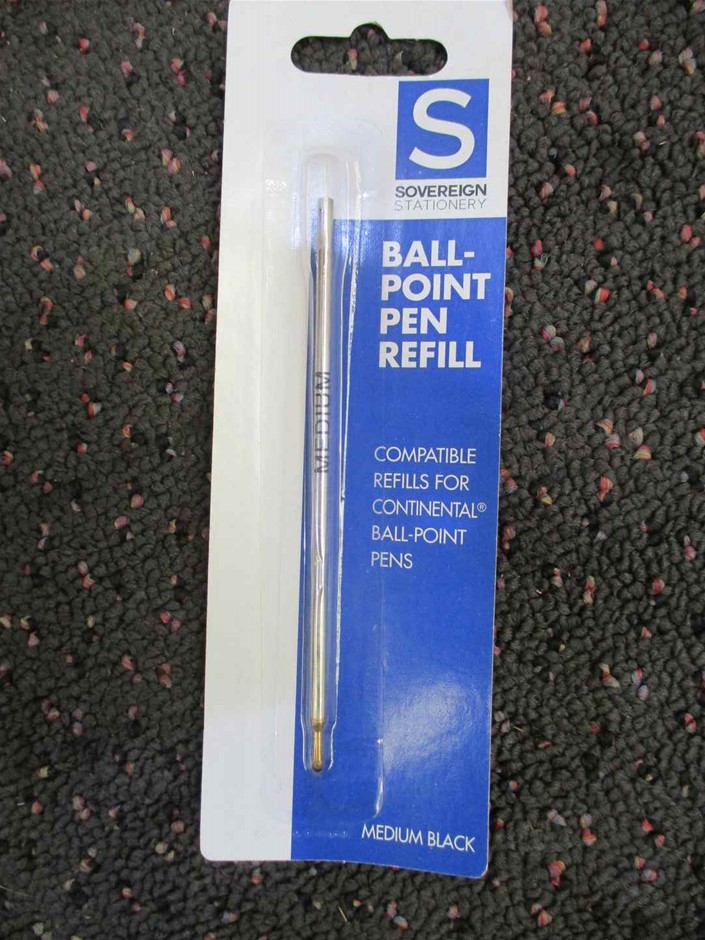 S
SOVEREIGN
STATIONERY
BALL-
POINT
PEN
REFILL
MEDIUM
COMPATIBLE
REFILLS FOR
CONTINENTAL®
BALL-POINT
PENS
MEDIUM BLACK